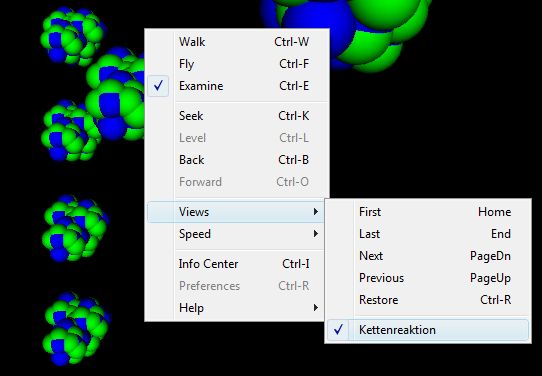 Walk Ctrl-W
Fly Ctrl-F
Examine Ctrl-E
Seek Ctrl-K
Level Ctrl-L
Back Ctrl-B
Forward Ctrl-O
Views
Speed
Info Center Ctrl-I
Preferences Ctrl-R
Help
First Home
Last End
Next PageDn
Previous PageUp
Restore Ctrl-R
Kettenreaktion